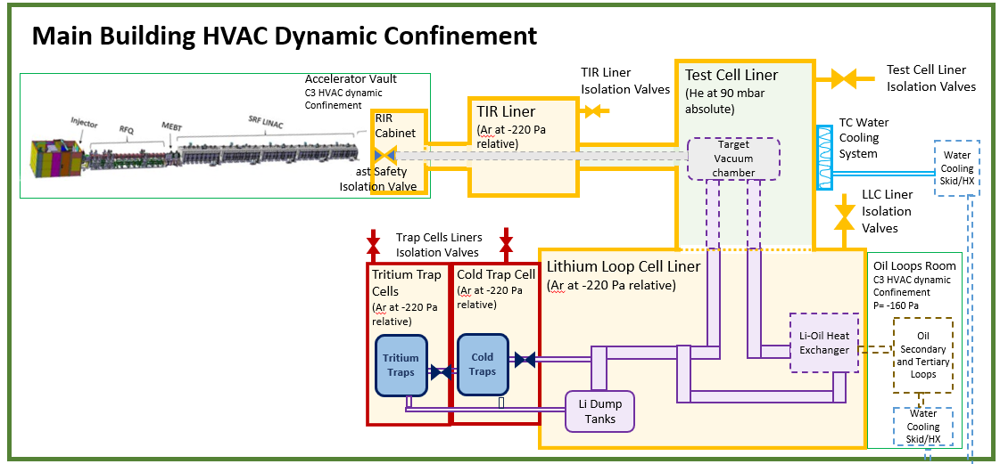 Main Building HVAC Dynamic Confinement
Accelerator Vault
C3 HVAC dynamic
Confinement
Injector
RFQ
MEBT
SRF LINAC
RIR
Cabinet
ast Safety
Isolation Valve
TIR Liner
(Ar at -220 Pa
relative)
TIR Liner
Isolation Valves
Test Cell Liner
(He at 90 mbar
absolute)
Target
Vacuum
chamber
Test Cell Liner
Isolation Valves
TC Water
Cooling
System
Water
Cooling
Skid/HX
LLC Liner
Isolation
Valves
Trap Cells Liners
Isolation Valves
Tritium Trap
Cells
(Ar at -220 Pa
relative)
Tritium
Traps
Cold Trap Cell
(Ar at -220 Pa
relative)
Cold
Traps
Lithium Loop Cell Liner
(Ar at -220 Pa relative)
Li-Oil Heat
Exchanger
Li Dump
Tanks
Oil Loops Room
C3 HVAC dynamic
Confinement
P= -160 Pa
Oil
Secondary
and Tertiary
Loops
Water
Cooling
Skid/HX